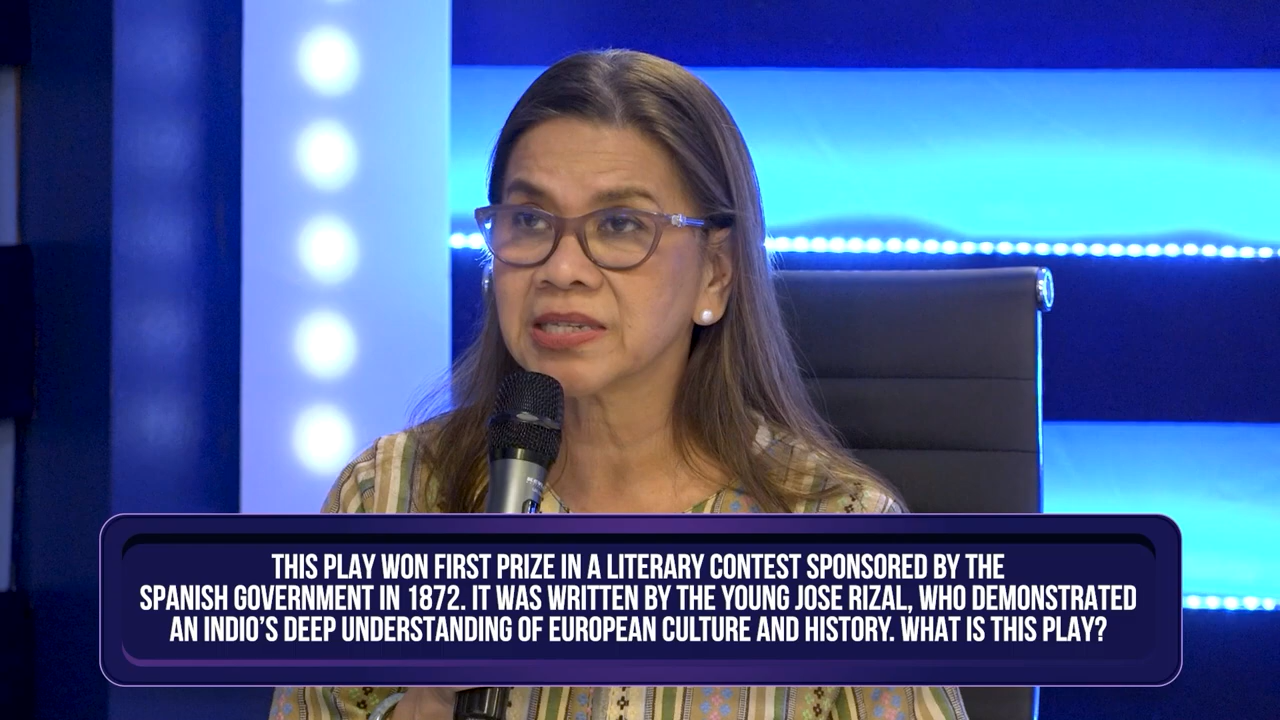 THIS PLAY WON FIRST PRIZE IN A LITERARY CONTEST SPONSORED BY THE
SPANISH GOVERNMENT IN 1872. IT WAS WRITTEN BY THE YOUNG JOSE RIZAL, WHO DEMONSTRATED
AN INDIO'S DEEP UNDERSTANDING OF EUROPEAN CULTURE AND HISTORY. WHAT IS THIS PLAY?